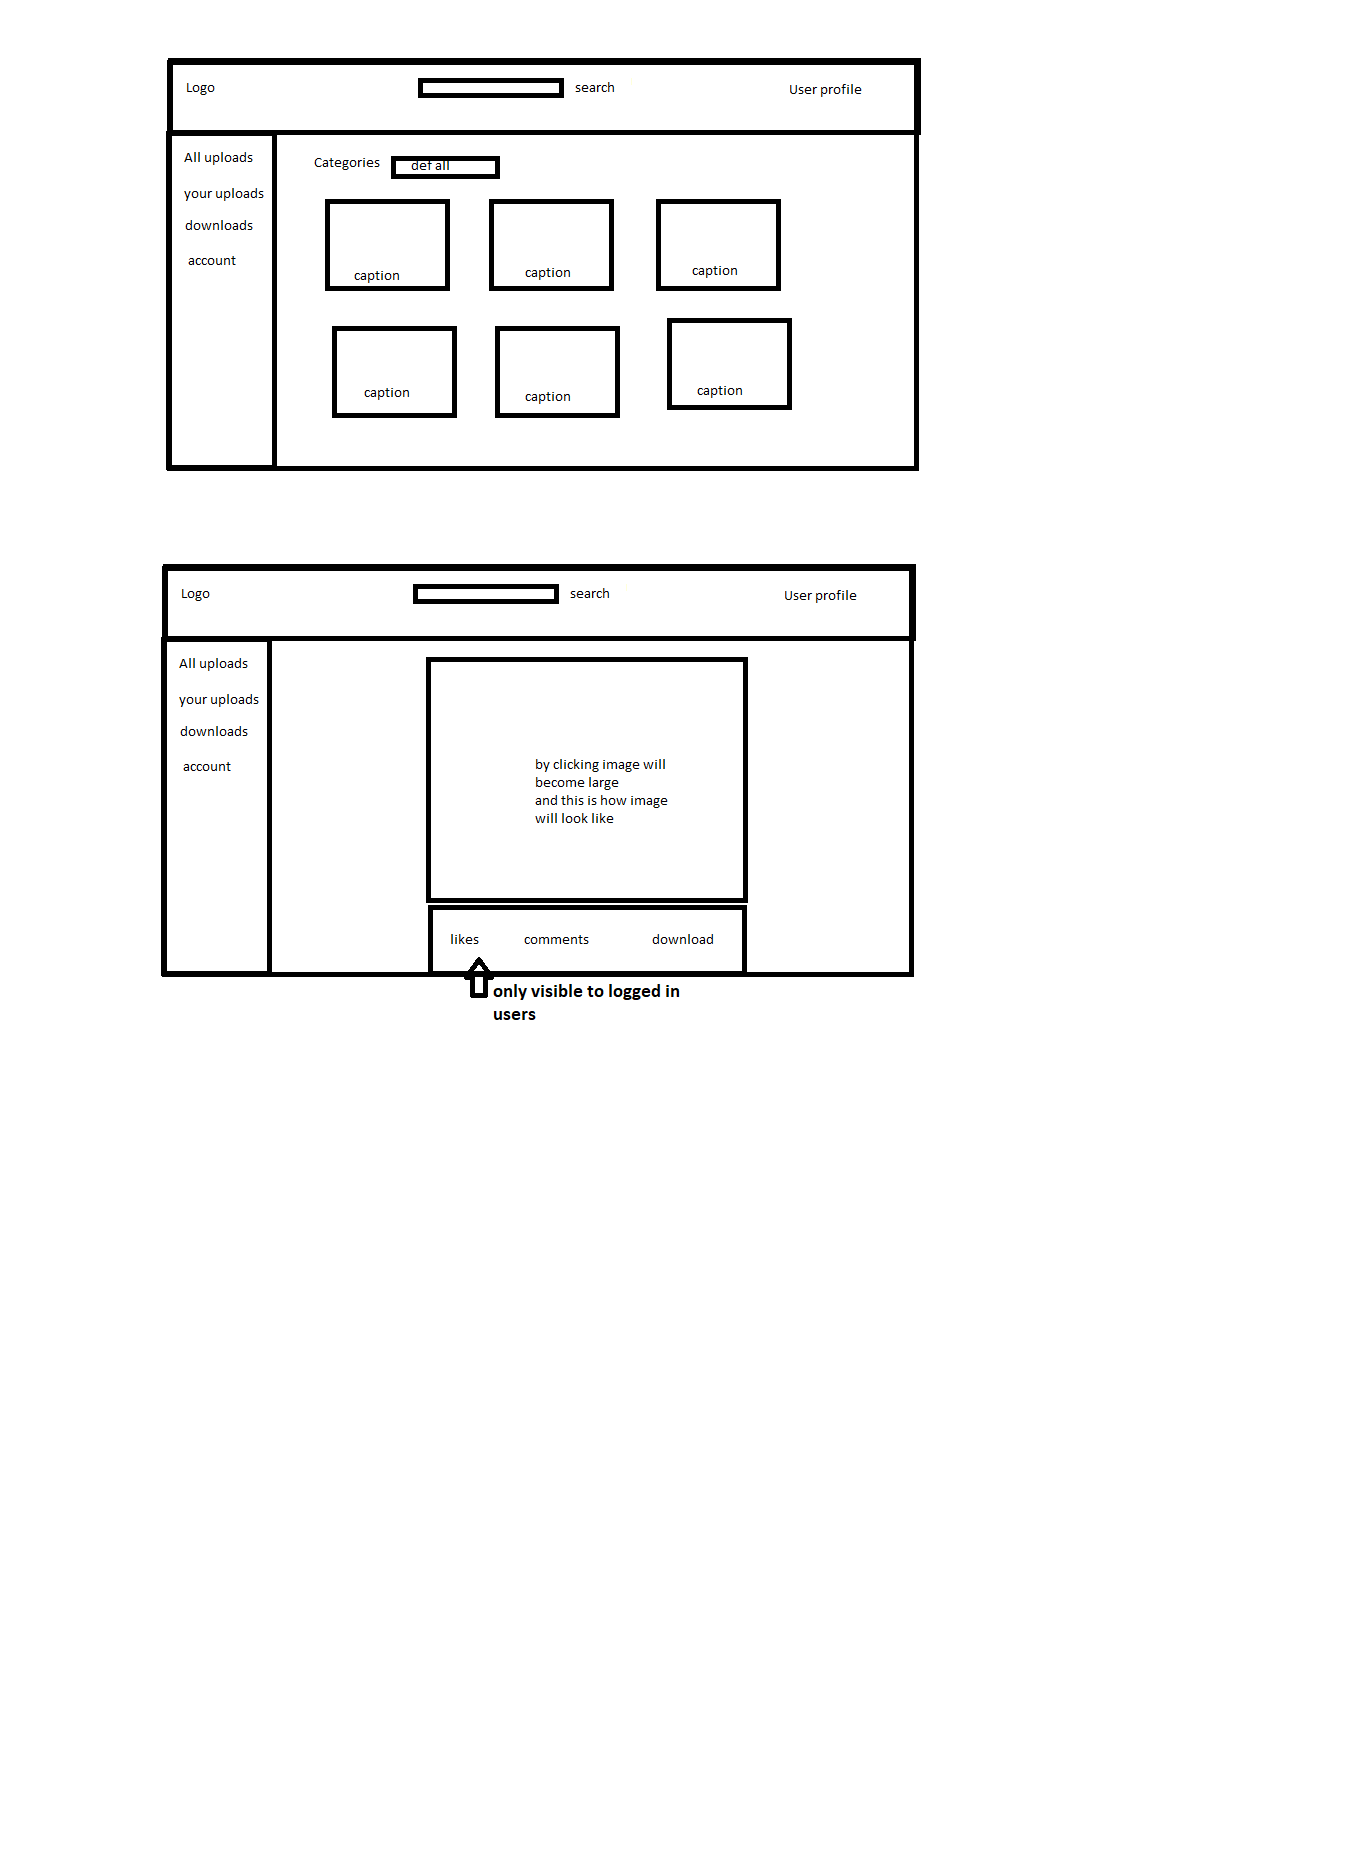 Logo
search
User profile
All uploads
your uploads
downloads
account
Categories
def all
caption
caption
caption
caption
caption
caption
Logo
search
User profile
All uploads
your uploads
downloads
account
by clicking image will
become large
and this is how image
will look like
likes
comments
download
only visible to logged in
users